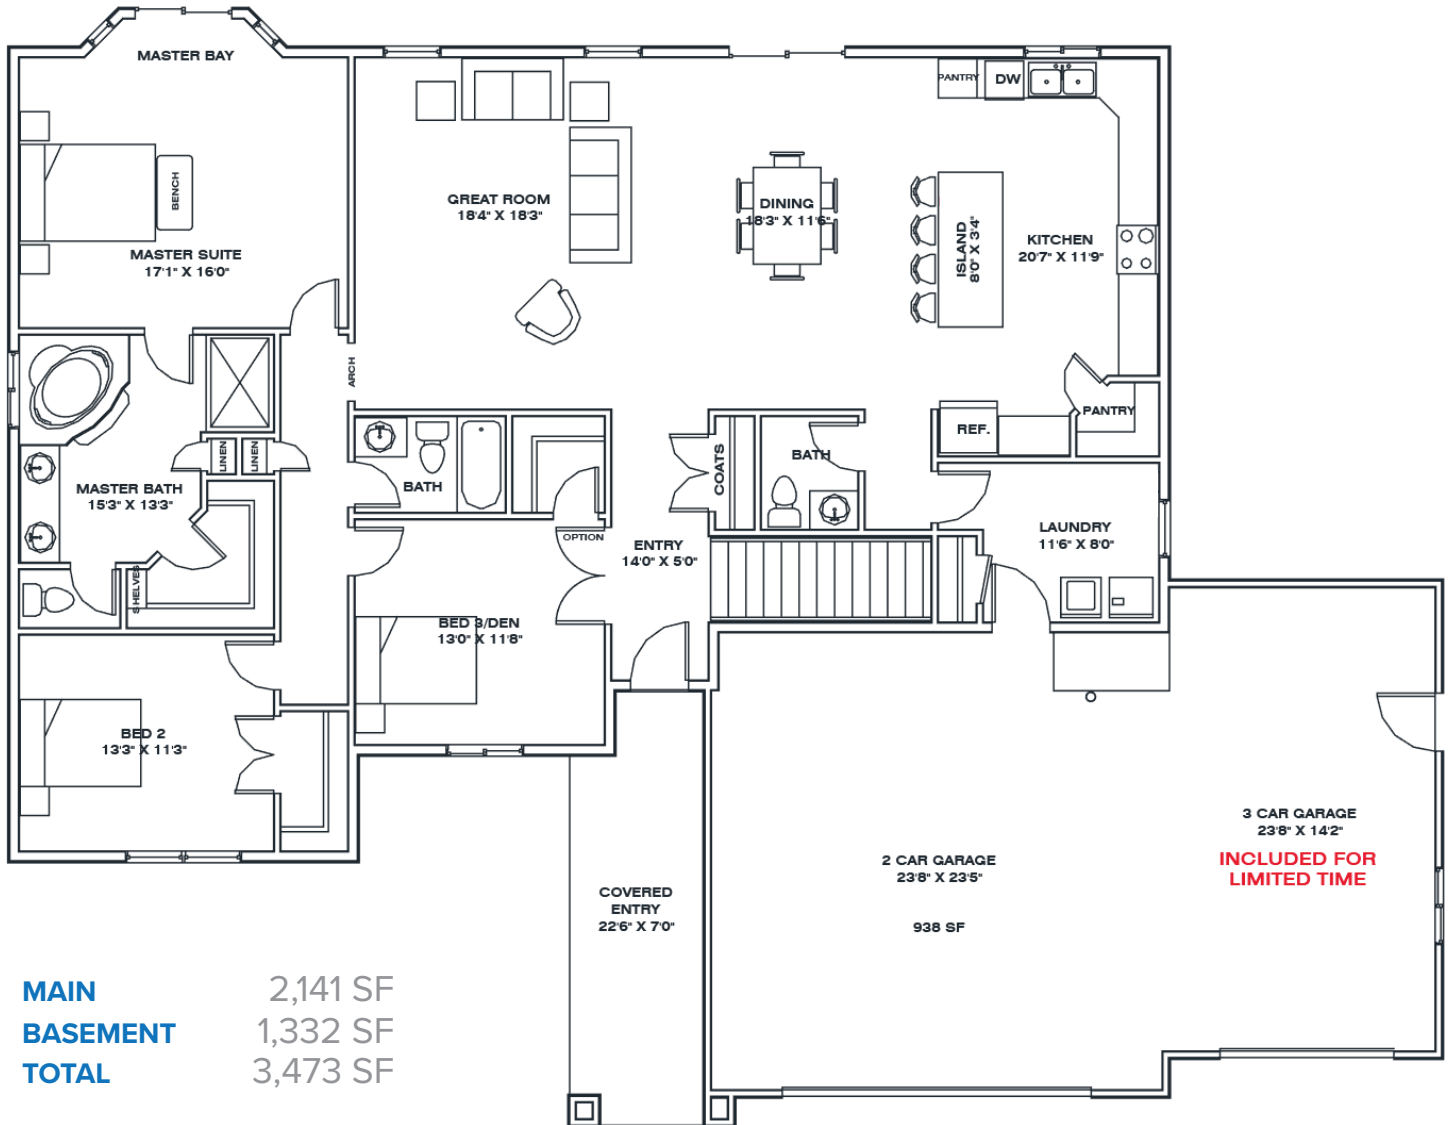 MASTER BAY
PANTRY
DW
BENCH
GREAT ROOM
18'4" X 18'3"
DINING
18'3" X 11'6"
ISLAND
8'0" X 3'4"
KITCHEN
20'7" X 11'9"
MASTER SUITE
17'1" X 16'0"
ARCH
PANTRY
REF.
LINEN
LINEN
BATH
COATS
BATH
MASTER BATH
15'3" X 13'3"
OPTION
ENTRY
14'0" X 5'0"
LAUNDRY
11'6" X 8'0"
SHELVES
BED 3/DEN
13'0" X 11'8"
BED 2
13'3" X 11'3"
3 CAR GARAGE
23'8" X 14'2"
INCLUDED FOR
LIMITED TIME
2 CAR GARAGE
23'8" X 23'5"
938 SF
COVERED
ENTRY
22'6" X 7'0"
MAIN 2,141 SF
BASEMENT 1,332 SF
TOTAL 3,473 SF